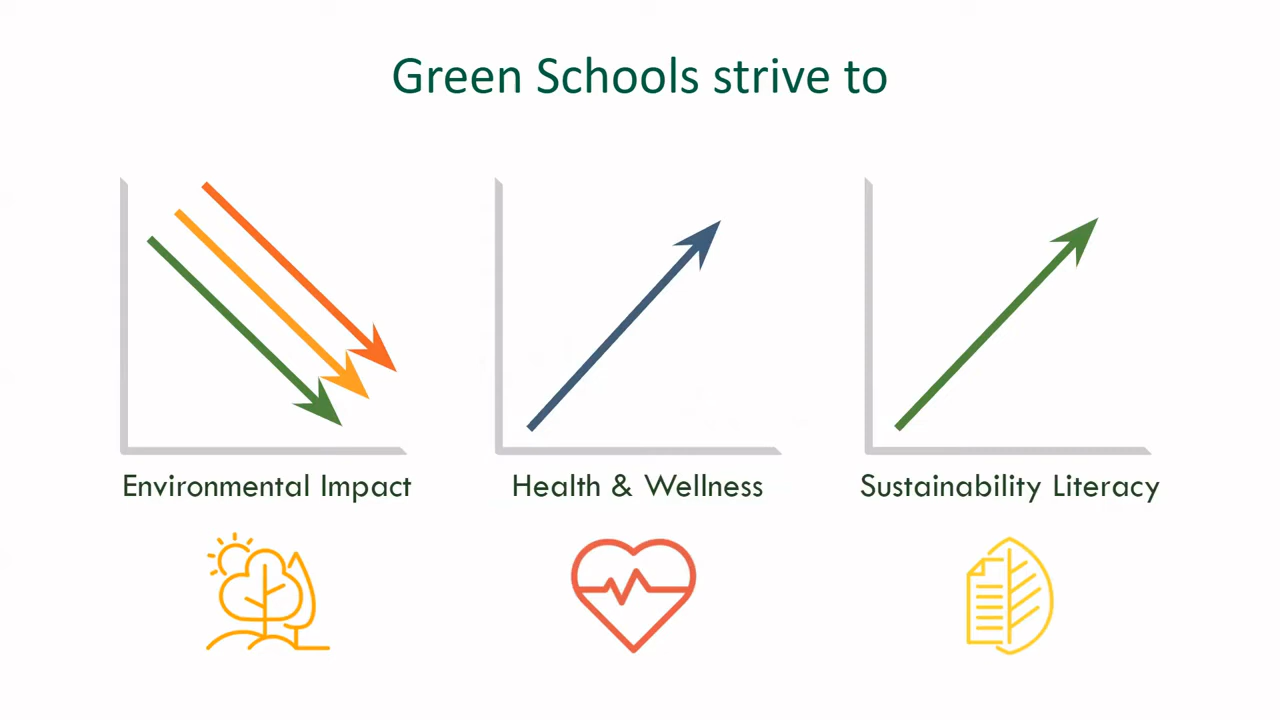 Green Schools strive to
Environmental Impact
Health & Wellness
Sustainability Literacy